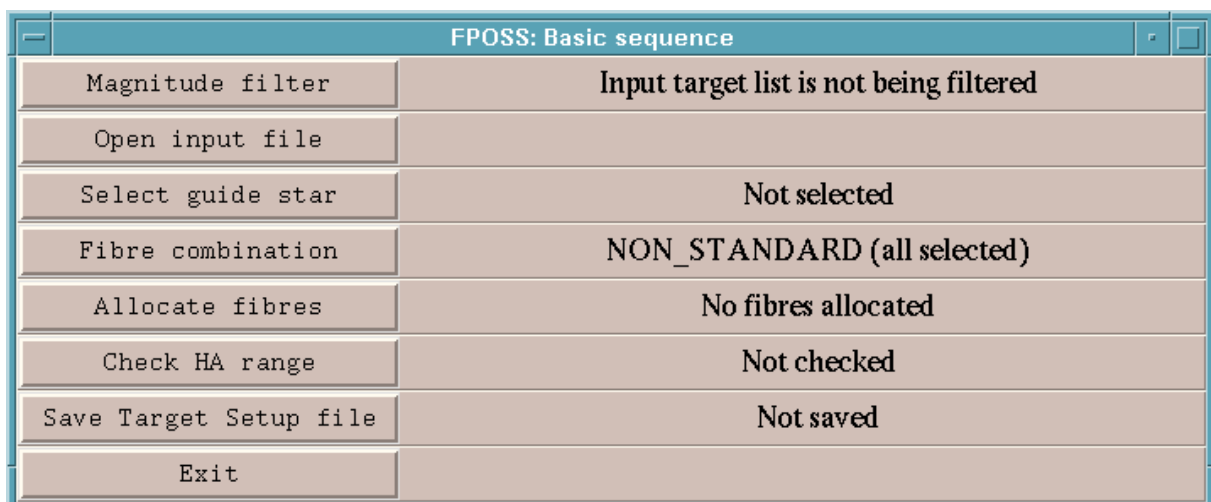 FPOSS: Basic sequence
Magnitude filter Input target list is not being filtered
Open input file
Select guide star Not selected
Fibre combination NON_STANDARD (all selected)
Allocate fibres No fibres allocated
Check HA range Not checked
Save Target Setup file Not saved
Exit